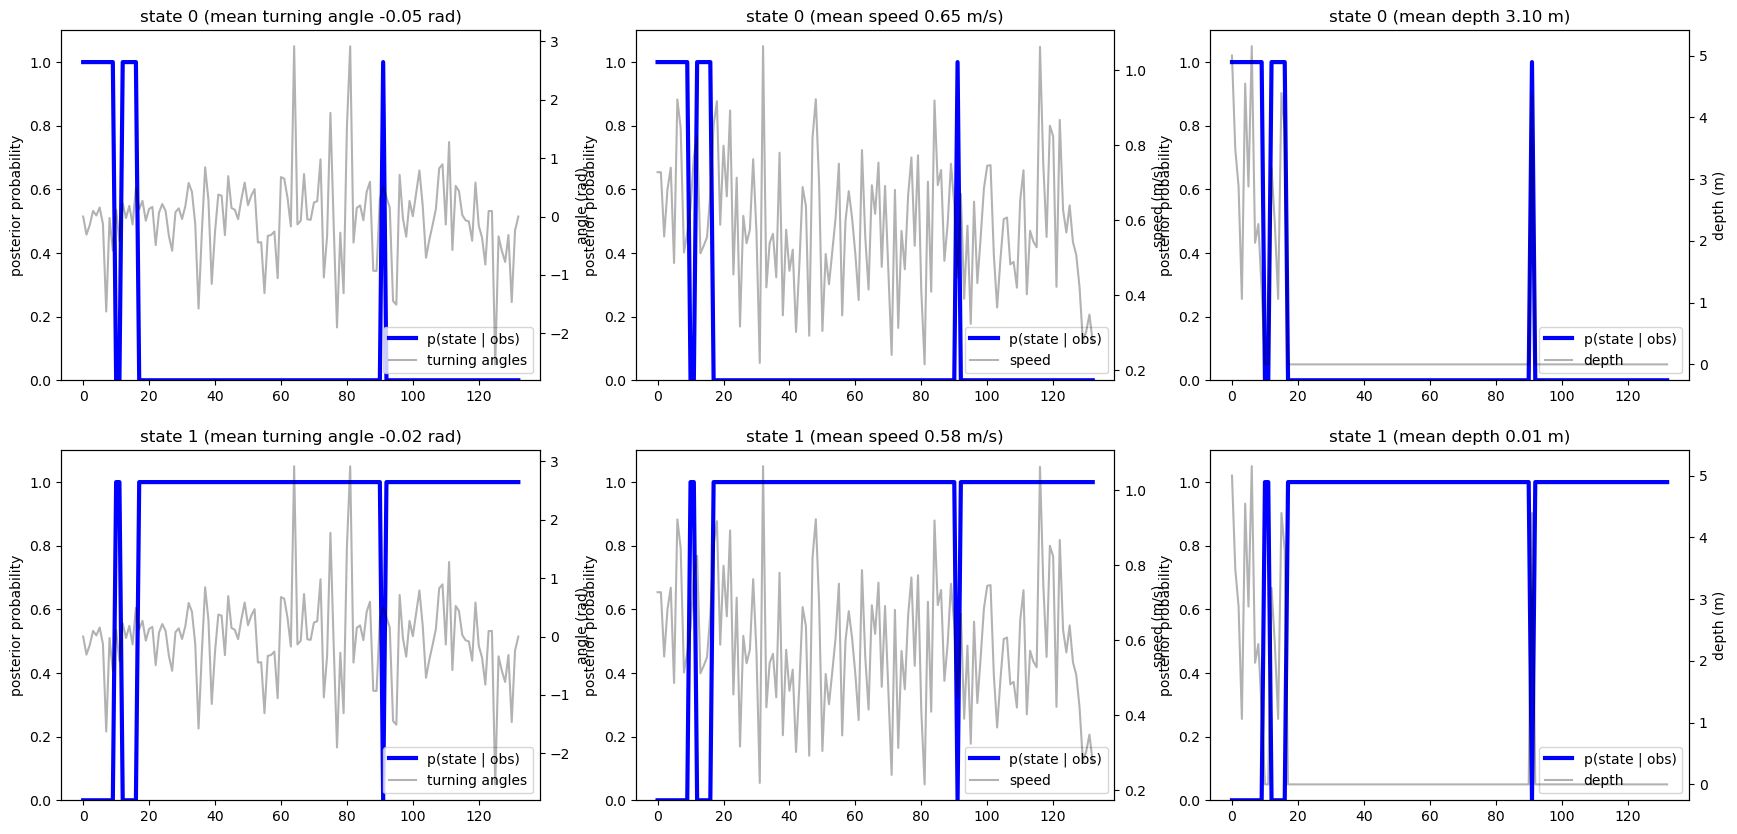 state 0 (mean turning angle -0.05 rad)
posterior probability
1.0
0.8
0.6
0.4
0.2
0.0
0 20 40 60 80 100 120
3
2
1
0
−1
−2
angle (rad)
p(state | obs)
turning angles
state 0 (mean speed 0.65 m/s)
posterior probability
1.0
0.8
0.6
0.4
0.2
0.0
0 20 40 60 80 100 120
1.0
0.8
0.6
0.4
0.2
speed (m/s)
p(state | obs)
speed
state 0 (mean depth 3.10 m)
posterior probability
1.0
0.8
0.6
0.4
0.2
0.0
0 20 40 60 80 100 120
5
4
3
2
1
0
depth (m)
p(state | obs)
depth
state 1 (mean turning angle -0.02 rad)
posterior probability
1.0
0.8
0.6
0.4
0.2
0.0
0 20 40 60 80 100 120
3
2
1
0
−1
−2
angle (rad)
p(state | obs)
turning angles
state 1 (mean speed 0.58 m/s)
posterior probability
1.0
0.8
0.6
0.4
0.2
0.0
0 20 40 60 80 100 120
1.0
0.8
0.6
0.4
0.2
speed (m/s)
p(state | obs)
speed
state 1 (mean depth 0.01 m)
posterior probability
1.0
0.8
0.6
0.4
0.2
0.0
0 20 40 60 80 100 120
5
4
3
2
1
0
depth (m)
p(state | obs)
depth